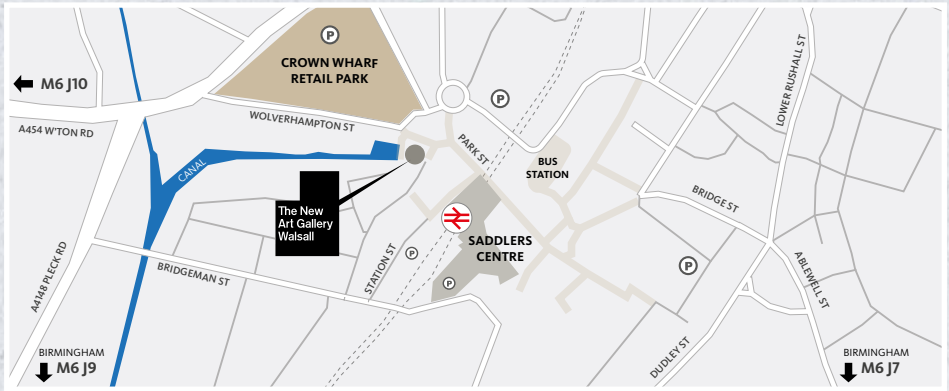 P
CROWN WHARF
RETAIL PARK
M6 J10
A454 W'TON RD
WOLVERHAMPTON ST
P
LOWER RUSHALL ST
PARK ST
BUS
STATION
CANAL
The New
Art Gallery
Walsall
BRIDGE ST
SADDLERS
CENTRE
STATION ST
P
P
P
A4148 PLECK RD
BRIDGEMAN ST
ABLEWELL ST
DUDLEY ST
BIRMINGHAM
M6 J9
BIRMINGHAM
M6 J7